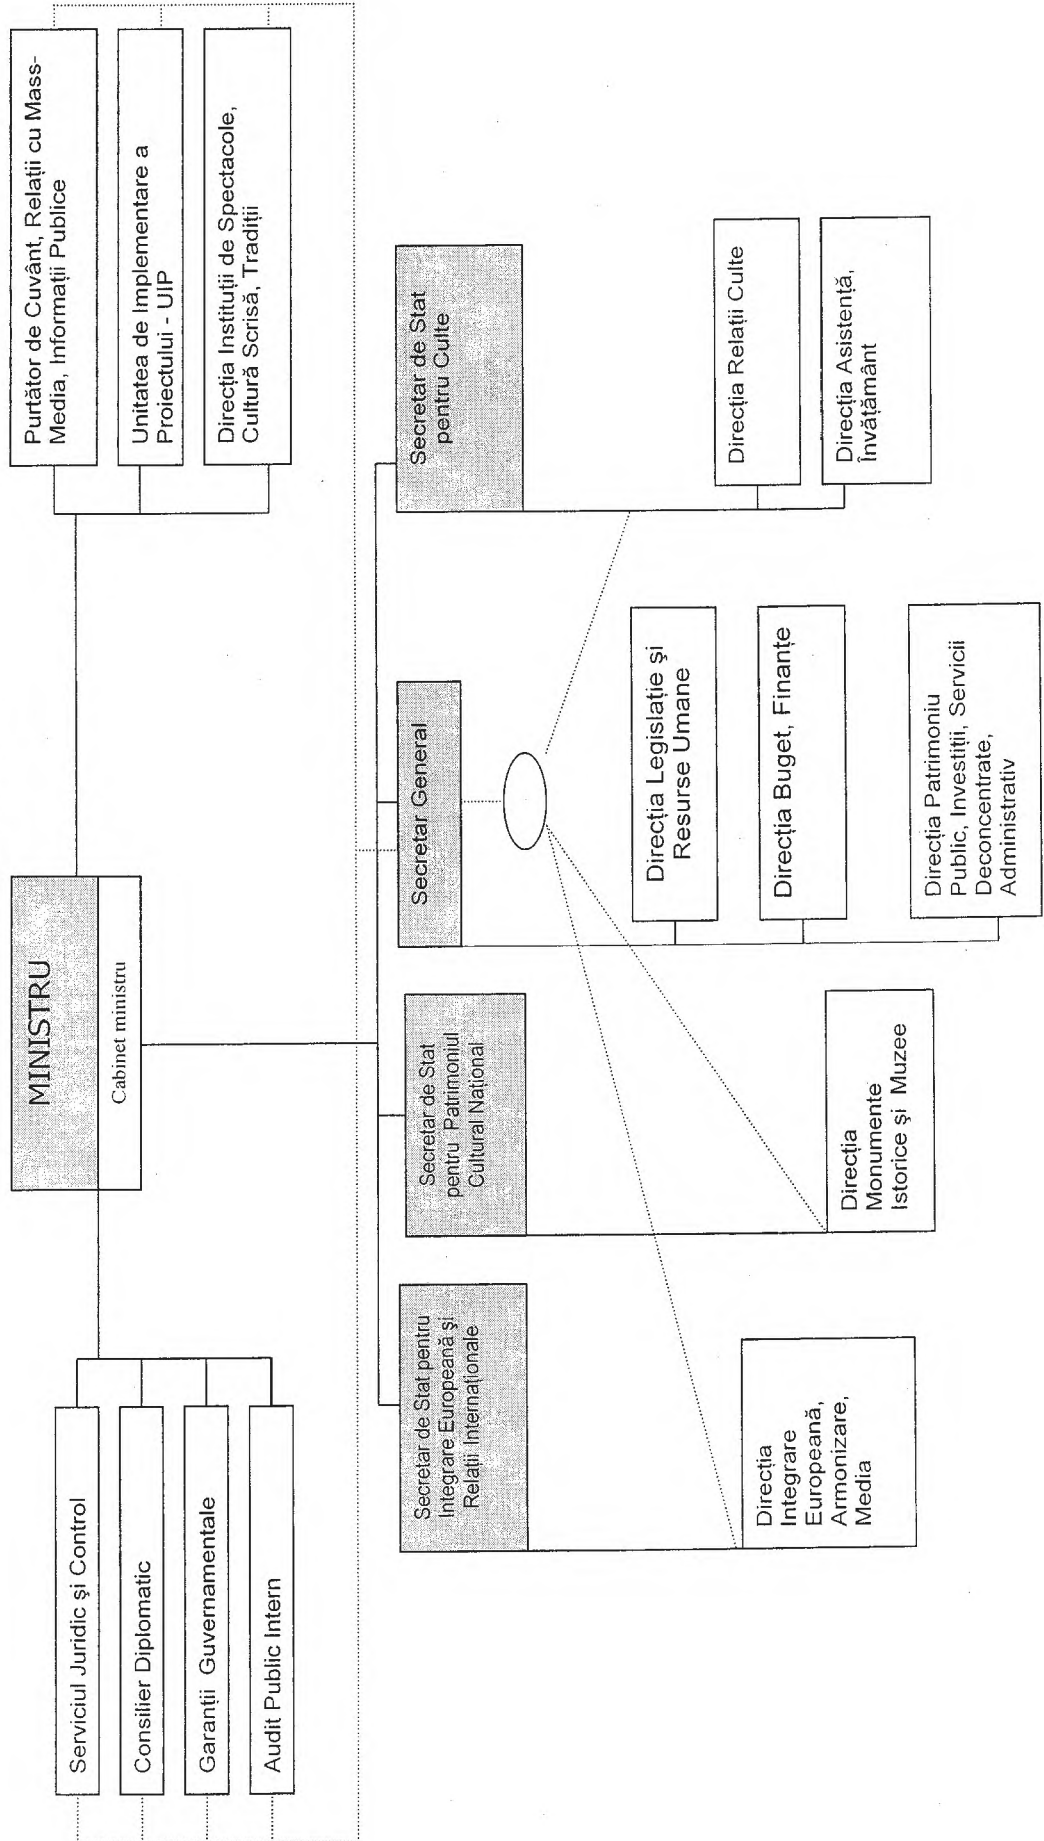 MINISTRU
Cabinet ministru
Serviciul Juridic şi Control
Consilier Diplomatic
Garanţii Guvernamentale
Audit Public Intern
Purtător de Cuvânt, Relaţii cu Mass-
Media, Informaţii Publice
Unitatea de Implementare a
Proiectului - UIP
Direcţia Instituţii de Spectacole,
Cultură Scrisă, Tradiţii
Secretar de Stat pentru
Integrare Europeană şi
Relaţii Internaţionale
Secretar de Stat
pentru Patrimoniul
Cultural Naţional
Secretar General
Secretar de Stat
pentru Culte
Direcţia
Integrare
Europeană,
Armonizare,
Media
Direcţia
Monumente
Istorice şi Muzee
Direcţia Legislaţie şi
Resurse Umane
Direcţia Buget, Finanţe
Direcţia Patrimoniu
Public, Investiţii, Servicii
Deconcentrate,
Administrativ
Direcţia Relaţii Culte
Direcţia Asistenţă,
Învăţământ